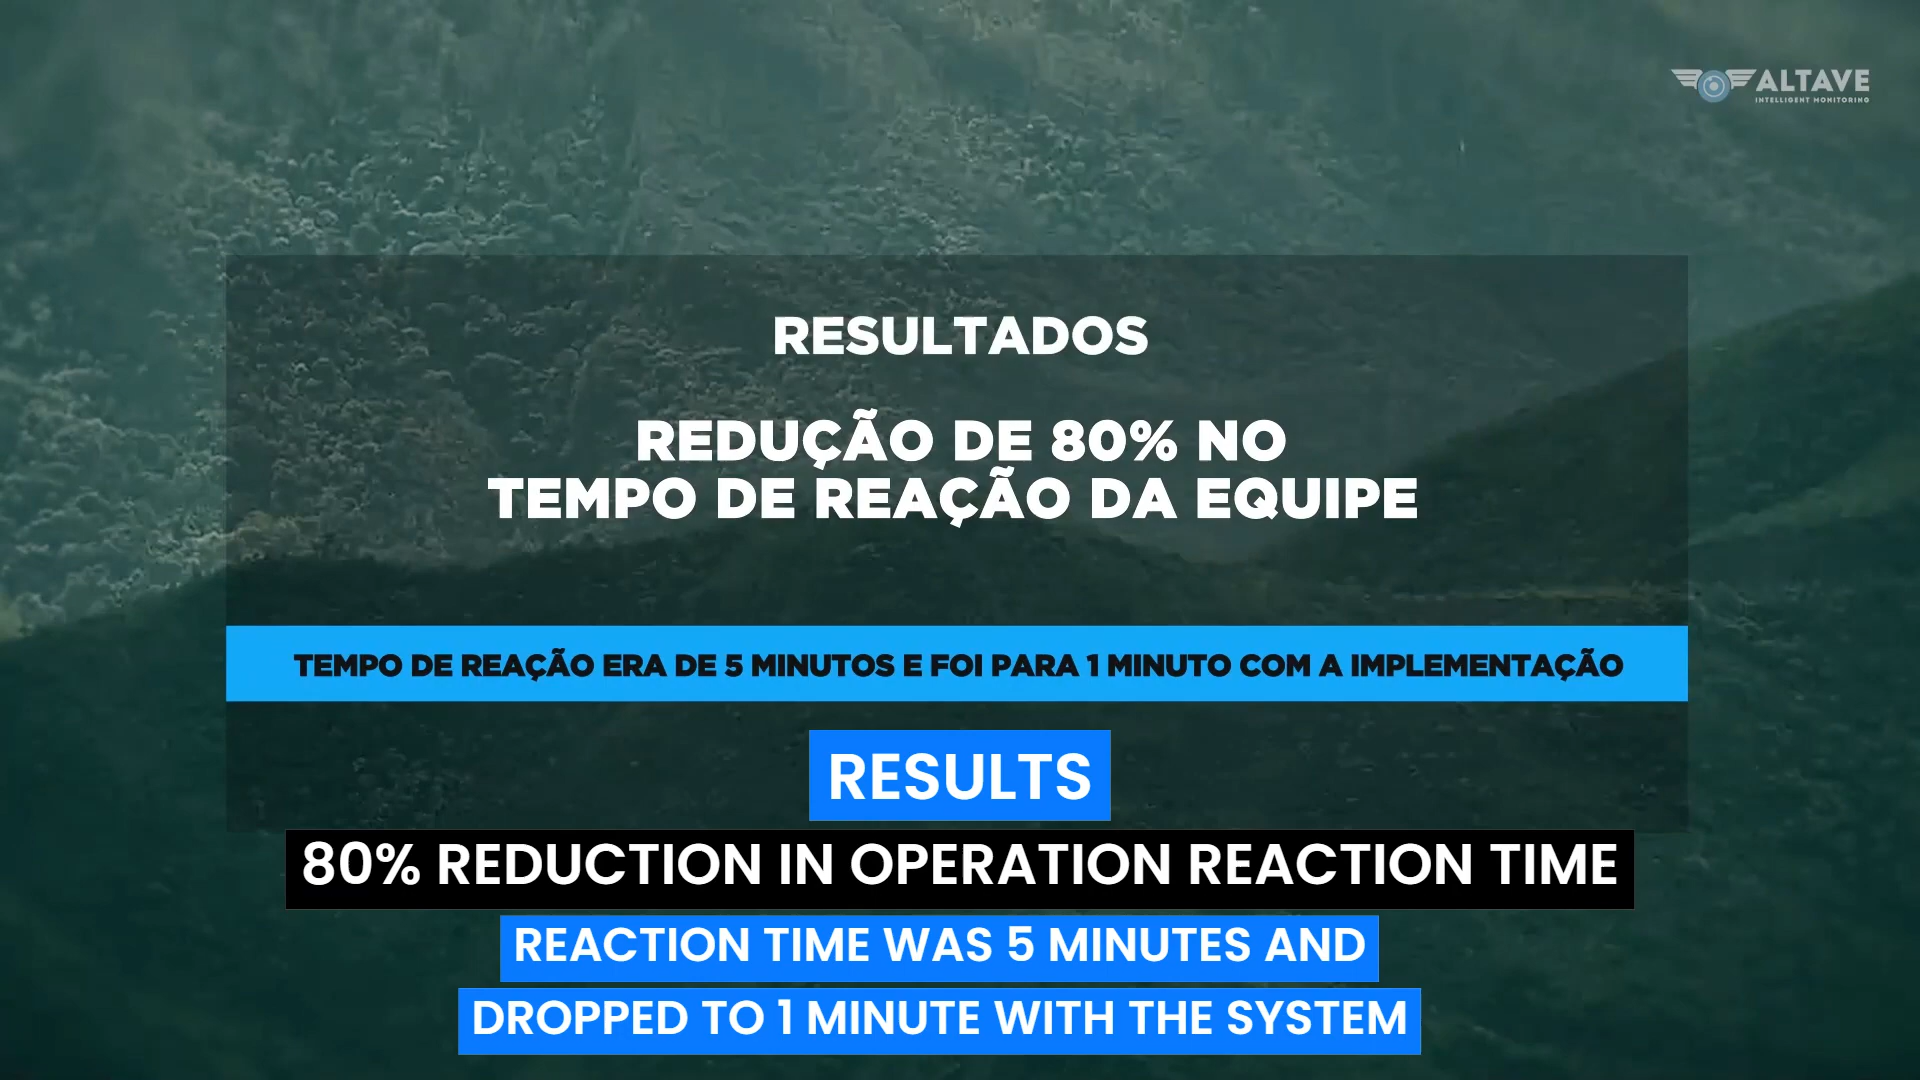 ALTAVE
INTELLIGENT MONITORING
RESULTADOS
REDUÇÃO DE 80% NO
TEMPO DE REAÇÃO DA EQUIPE
TEMPO DE REAÇÃO ERA DE 5 MINUTOS E FOI PARA 1 MINUTO COM A IMPLEMENTAÇÃO
RESULTS
80% REDUCTION IN OPERATION REACTION TIME
REACTION TIME WAS 5 MINUTES AND
DROPPED TO 1 MINUTE WITH THE SYSTEM